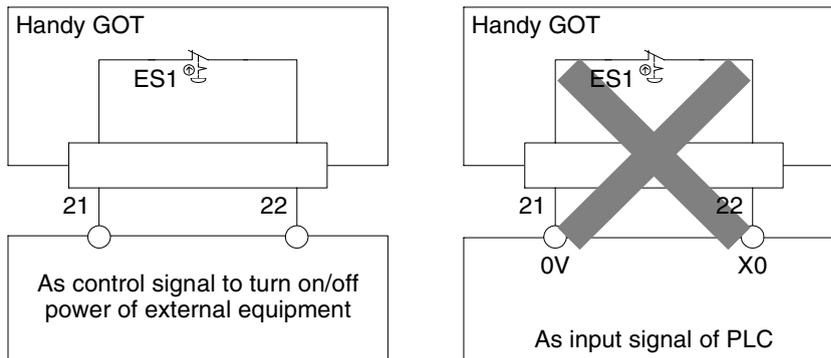 Handy GOT
ES1
21
22
As control signal to turn on/off
power of external equipment
Handy GOT
ES1
21
22
0V
X0
As input signal of PLC